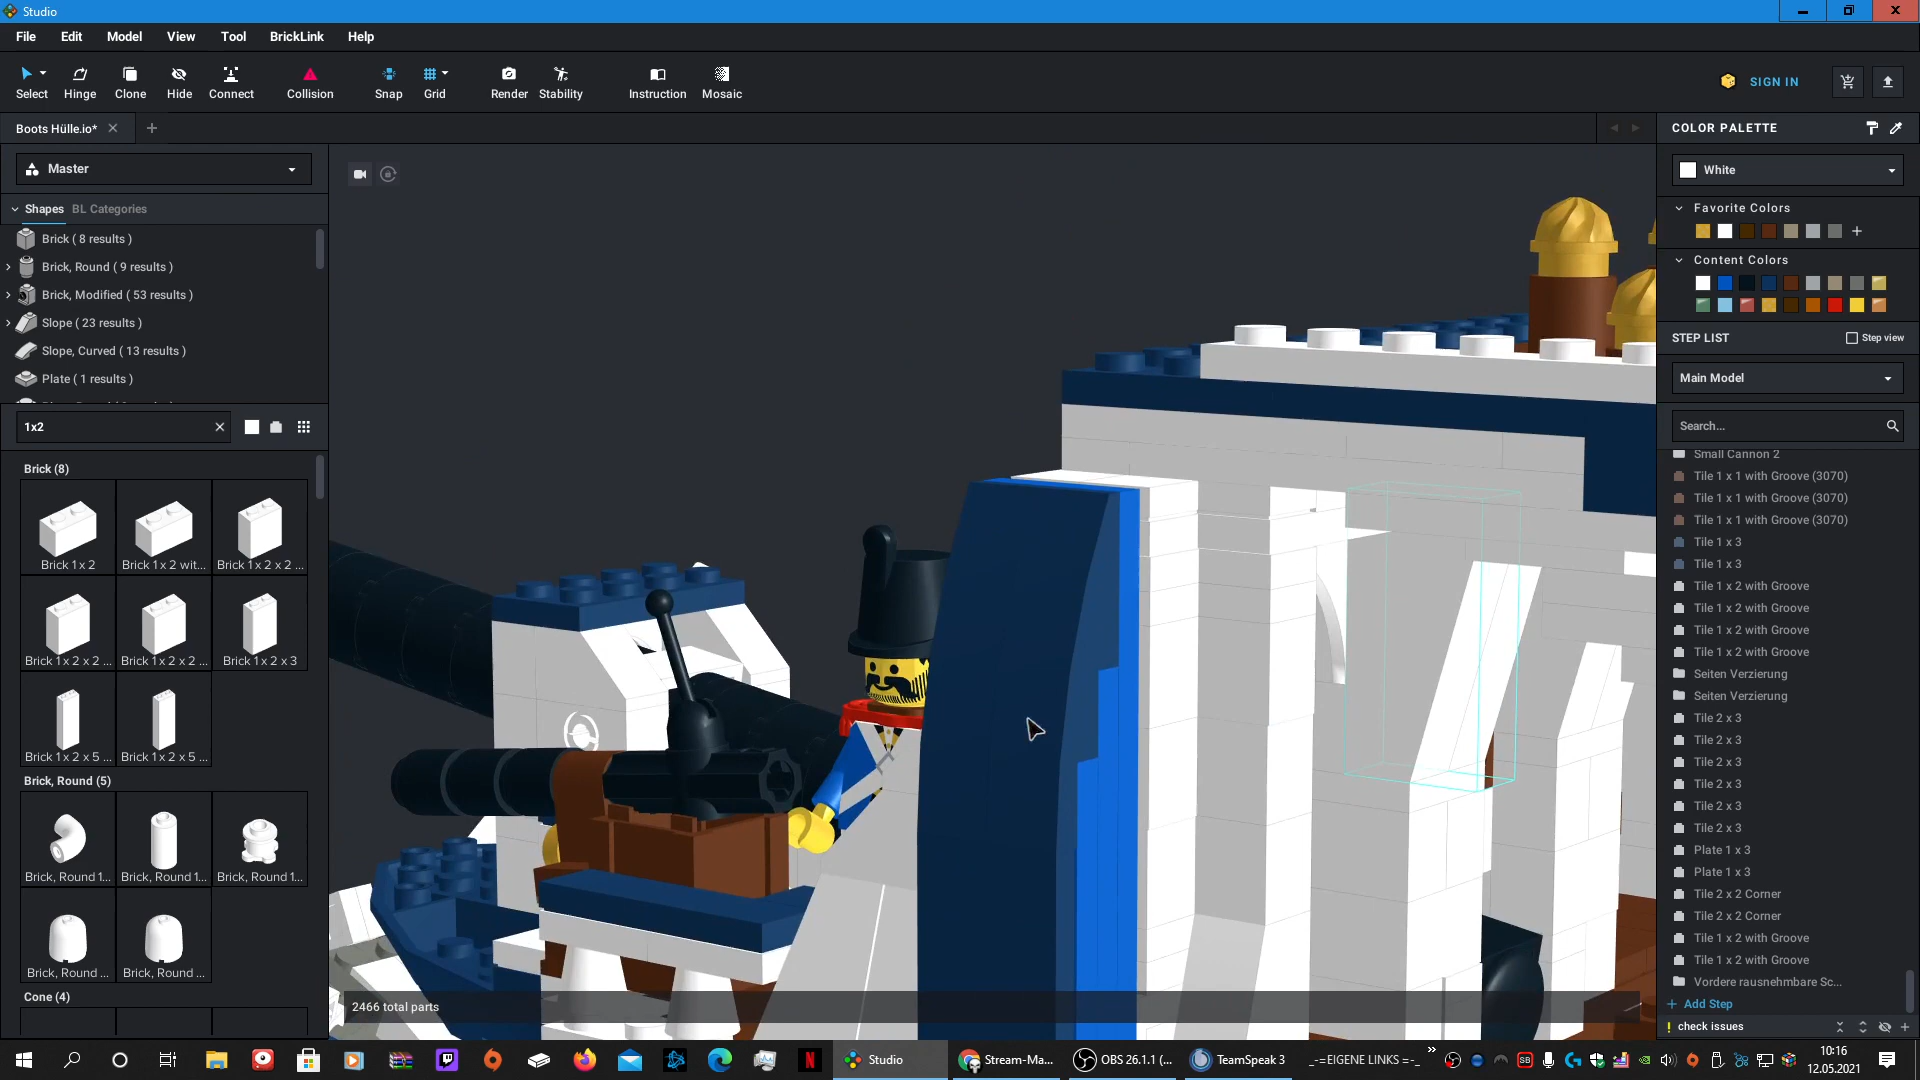 Studio
File Edit Model View Tool BrickLink Help
Select Hinge Clone Hide Connect Collision Snap Grid Render Stability Instruction Mosaic
SIGN IN
Boots Hülle.io*
Master
Shapes BL Categories
Brick ( 8 results )
Brick, Round ( 9 results )
Brick, Modified ( 53 results )
Slope ( 23 results )
Slope, Curved ( 13 results )
Plate ( 1 results )
1x2
Brick (8)
Brick 1 x 2
Brick 1 x 2 wit...
Brick 1 x 2 x 2 ...
Brick 1 x 2 x 2 ...
Brick 1 x 2 x 2 ...
Brick 1 x 2 x 3
Brick 1 x 2 x 5 ...
Brick 1 x 2 x 5 ...
Brick, Round (5)
Brick, Round 1...
Brick, Round 1...
Brick, Round 1...
Brick, Round ...
Brick, Round ...
Cone (4)
2466 total parts
COLOR PALETTE
White
Favorite Colors
+
Content Colors
STEP LIST
Step view
Main Model
Search...
Small Cannon 2
Tile 1 x 1 with Groove (3070)
Tile 1 x 1 with Groove (3070)
Tile 1 x 1 with Groove (3070)
Tile 1 x 3
Tile 1 x 3
Tile 1 x 2 with Groove
Tile 1 x 2 with Groove
Tile 1 x 2 with Groove
Tile 1 x 2 with Groove
Seiten Verzierung
Seiten Verzierung
Tile 2 x 3
Tile 2 x 3
Tile 2 x 3
Tile 2 x 3
Tile 2 x 3
Tile 2 x 3
Plate 1 x 3
Plate 1 x 3
Tile 2 x 2 Corner
Tile 2 x 2 Corner
Tile 1 x 2 with Groove
Tile 1 x 2 with Groove
Vordere rausnehmbare Sc...
+ Add Step
! check issues
Studio
Stream-Ma...
OBS 26.1.1 (...
TeamSpeak 3
_-=EIGENE LINKS =-_
»
10:16
12.05.2021